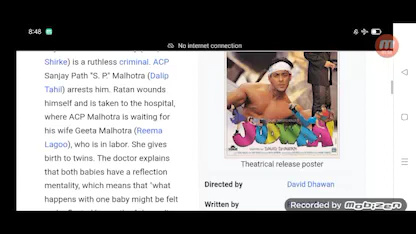 8:48
No internet connection
Shirke) is a ruthless criminal. ACP
Sanjay Path "S. P." Malhotra (Dalip
Tahil) arrests him. Ratan wounds
himself and is taken to the hospital,
where ACP Malhotra is waiting for
his wife Geeta Malhotra (Reema
Lagoo), who is in labor. She gives
birth to twins. The doctor explains
that both babies have a reflection
mentality, which means that "what
happens with one baby might be felt
JUDWAA
DAVID DHAWAN
Theatrical release poster
Directed by David Dhawan
Written by
Recorded by Mobizen